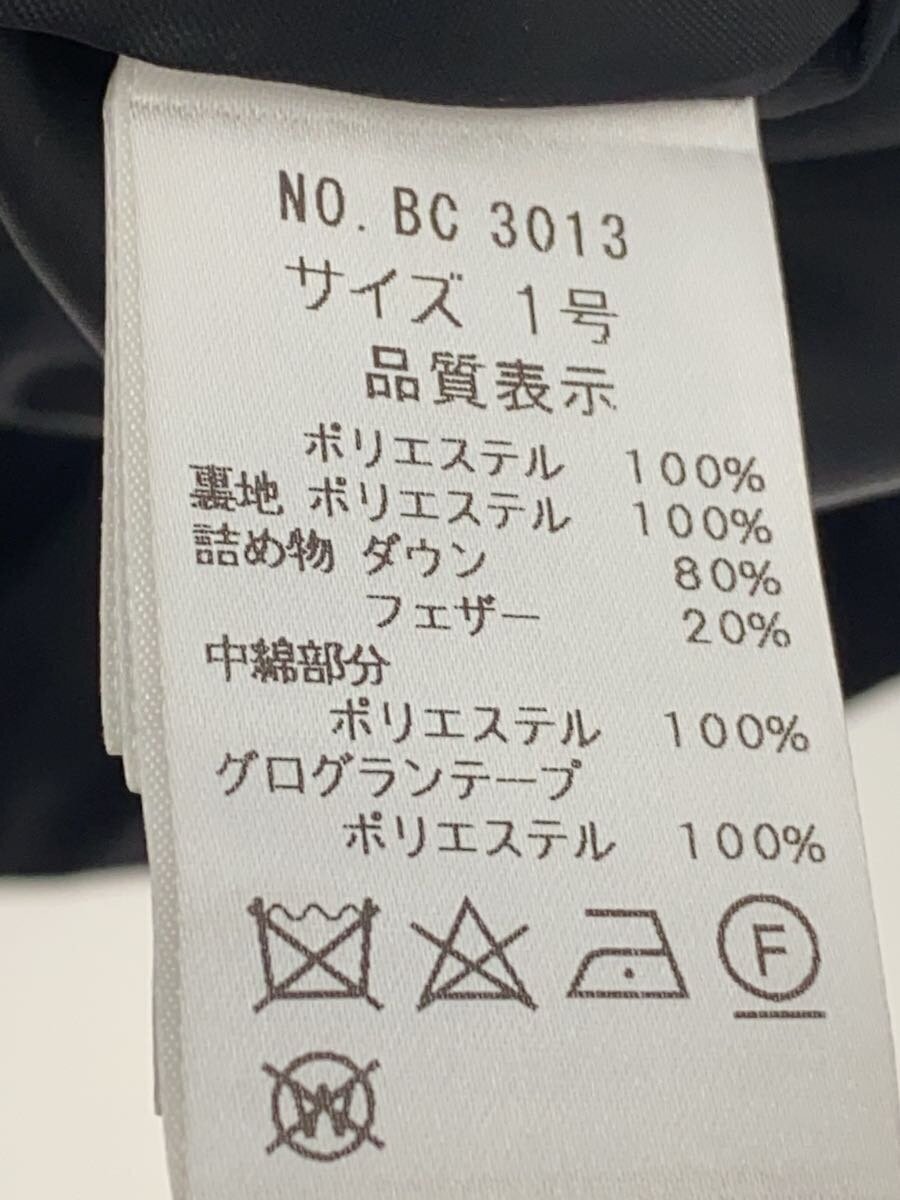 NO. BC 3013
サイズ 1号
品質表示
ポリエステル 100%
裏地 ポリエステル 100%
詰め物 ダウン 80%
フェザー 20%
中綿部分
ポリエステル 100%
グログランテープ
ポリエステル 100%
F
W